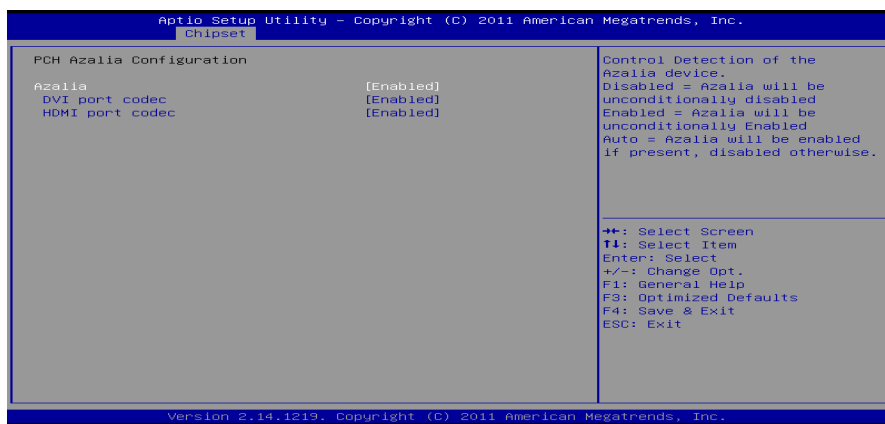 Aptio Setup Utility – Copyright (C) 2011 American Megatrends, Inc.
Chipset
PCH Azalia Configuration
Azalia [Enabled]
DVI port codec [Enabled]
HDMI port codec [Enabled]
Control Detection of the
Azalia device.
Disabled = Azalia will be
unconditionally disabled
Enabled = Azalia will be
unconditionally Enabled
Auto = Azalia will be enabled
if present, disabled otherwise.
→←: Select Screen
↑↓: Select Item
Enter: Select
+/-: Change Opt.
F1: General Help
F3: Optimized Defaults
F4: Save & Exit
ESC: Exit
Version 2.14.1219. Copyright (C) 2011 American Megatrends, Inc.